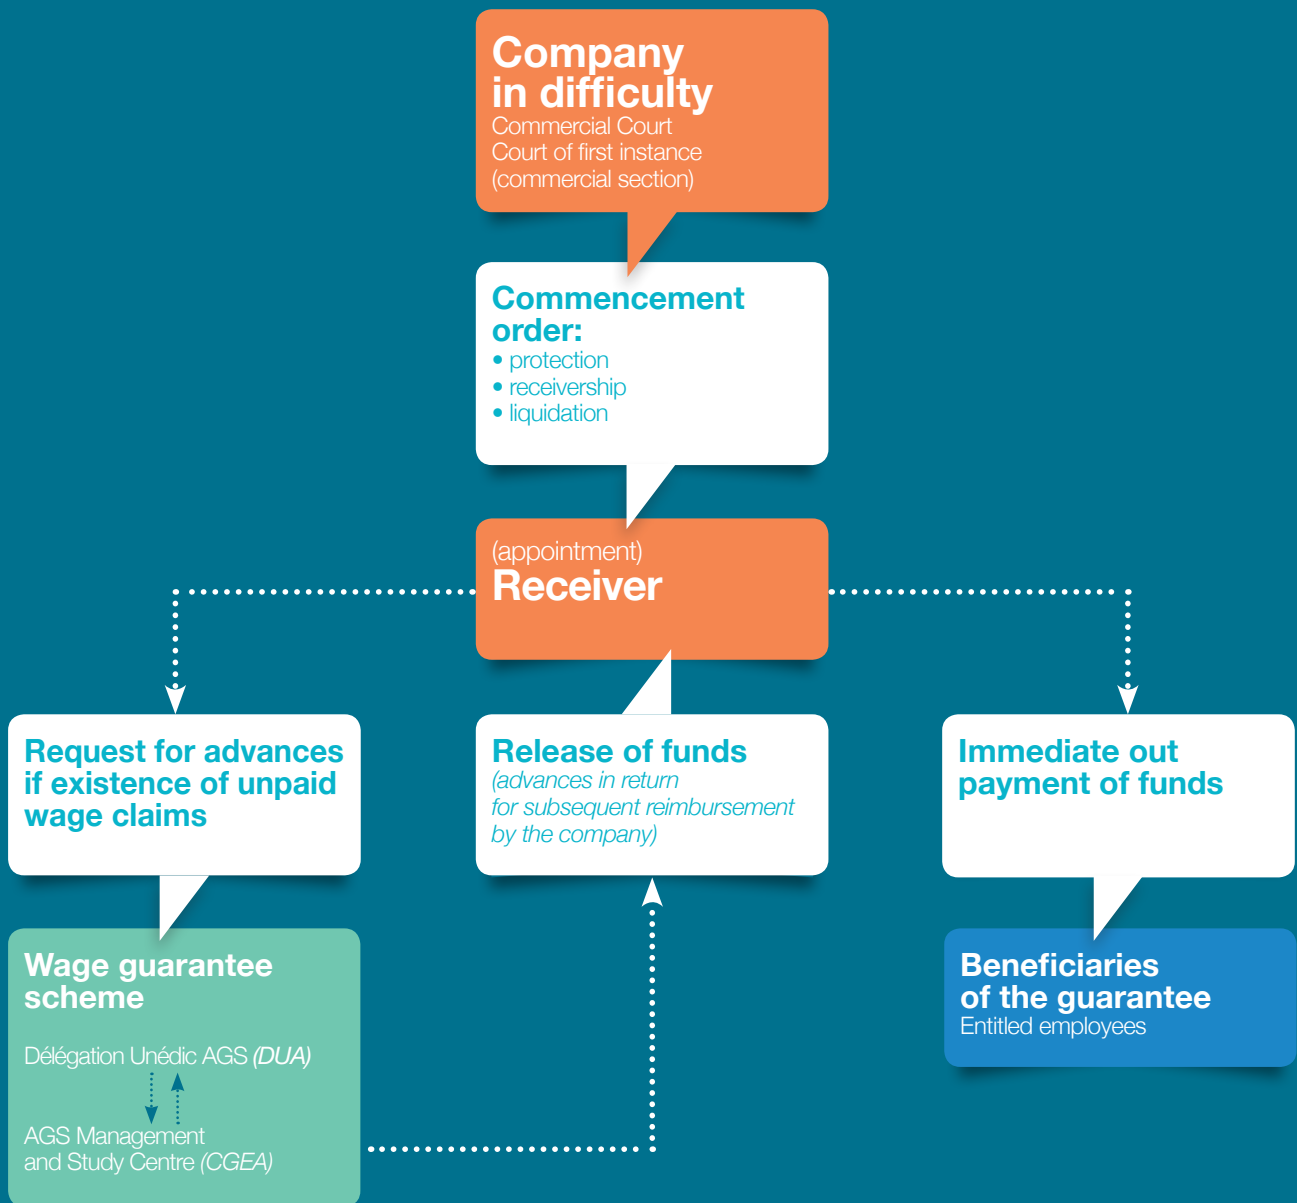 Company
in difficulty
Commercial Court
Court of first instance
(commercial section)
Commencement
order:
• protection
• receivership
• liquidation
(appointment)
Receiver
Request for advances
if existence of unpaid
wage claims
Release of funds
(advances in return
for subsequent reimbursement
by the company)
Immediate out
payment of funds
Wage guarantee
scheme
Délégation Unédic AGS (DUA)
AGS Management
and Study Centre (CGEA)
Beneficiaries
of the guarantee
Entitled employees